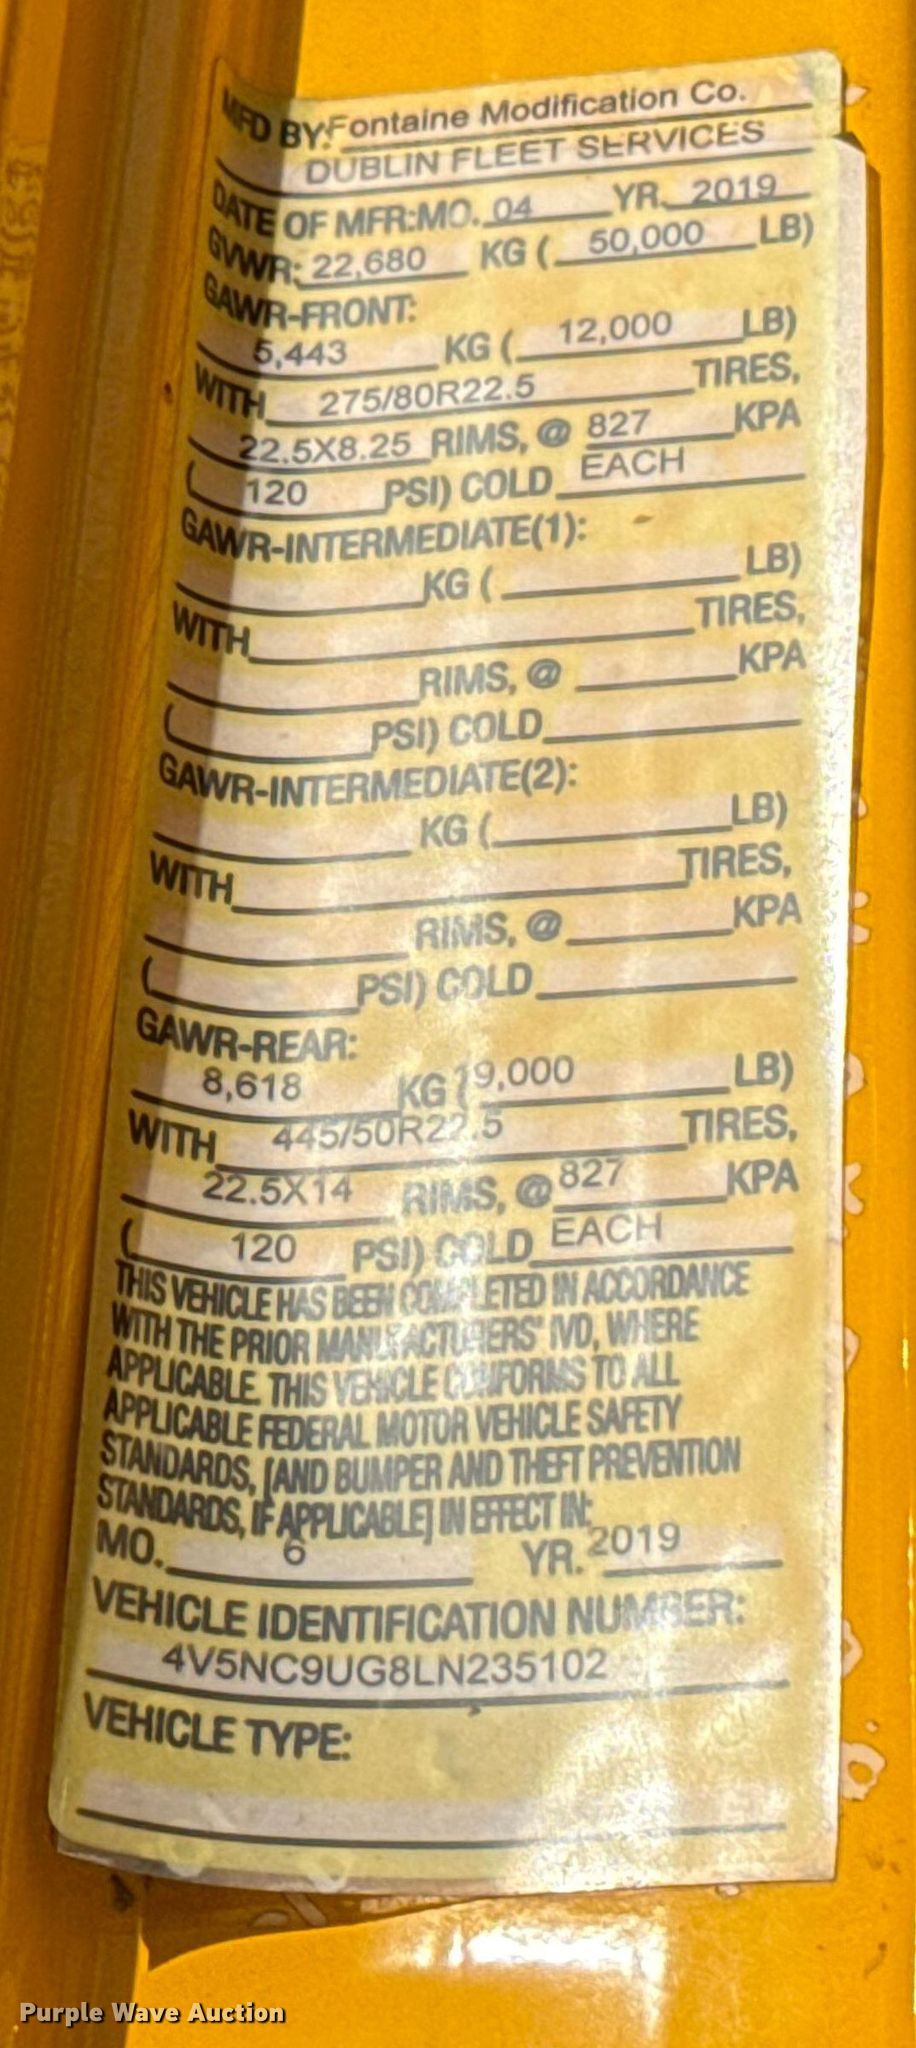 MFD BY: Fontaine Modification Co.
DUBLIN FLEET SERVICES
DATE OF MFR: MO. 04 YR. 2019
GVWR: 22,680 KG ( 50,000 LB)
GAWR-FRONT:
5,443 KG ( 12,000 LB)
WITH 275/80R22.5 TIRES,
22.5X8.25 RIMS, @ 827 KPA
( 120 PSI) COLD EACH
GAWR-INTERMEDIATE(1):
KG ( LB)
WITH TIRES,
RIMS, @ KPA
( PSI) COLD
GAWR-INTERMEDIATE(2):
KG ( LB)
WITH TIRES,
RIMS, @ KPA
( PSI) COLD
GAWR-REAR:
8,618 KG ( 19,000 LB)
WITH 445/50R22.5 TIRES,
22.5X14 RIMS, @ 827 KPA
( 120 PSI) COLD EACH
THIS VEHICLE HAS BEEN COMPLETED IN ACCORDANCE
WITH THE PRIOR MANUFACTURERS' IVD, WHERE
APPLICABLE. THIS VEHICLE CONFORMS TO ALL
APPLICABLE FEDERAL MOTOR VEHICLE SAFETY
STANDARDS, [AND BUMPER AND THEFT PREVENTION
STANDARDS, IF APPLICABLE] IN EFFECT IN:
MO. 6 YR. 2019
VEHICLE IDENTIFICATION NUMBER:
4V5NC9UG8LN235102
VEHICLE TYPE:
Purple Wave Auction